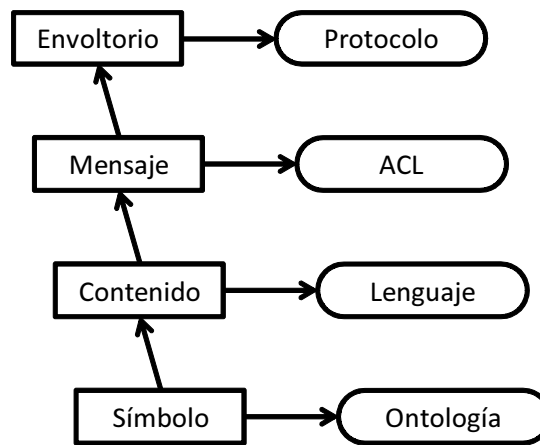 Envoltorio
Protocolo
Mensaje
ACL
Contenido
Lenguaje
Símbolo
Ontología